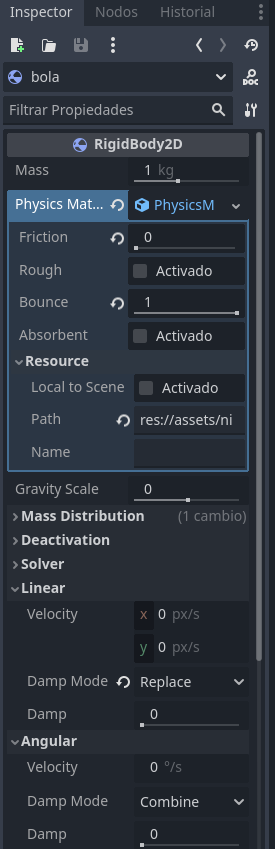 Inspector Nodos Historial
bola
Filtrar Propiedades
RigidBody2D
Mass 1 kg
Physics Mat... PhysicsM
Friction 0
Rough Activado
Bounce 1
Absorbent Activado
Resource
Local to Scene Activado
Path res://assets/ni
Name
Gravity Scale 0
Mass Distribution (1 cambio)
Deactivation
Solver
Linear
Velocity x 0 px/s
y 0 px/s
Damp Mode Replace
Damp 0
Angular
Velocity 0 °/s
Damp Mode Combine
Damp 0